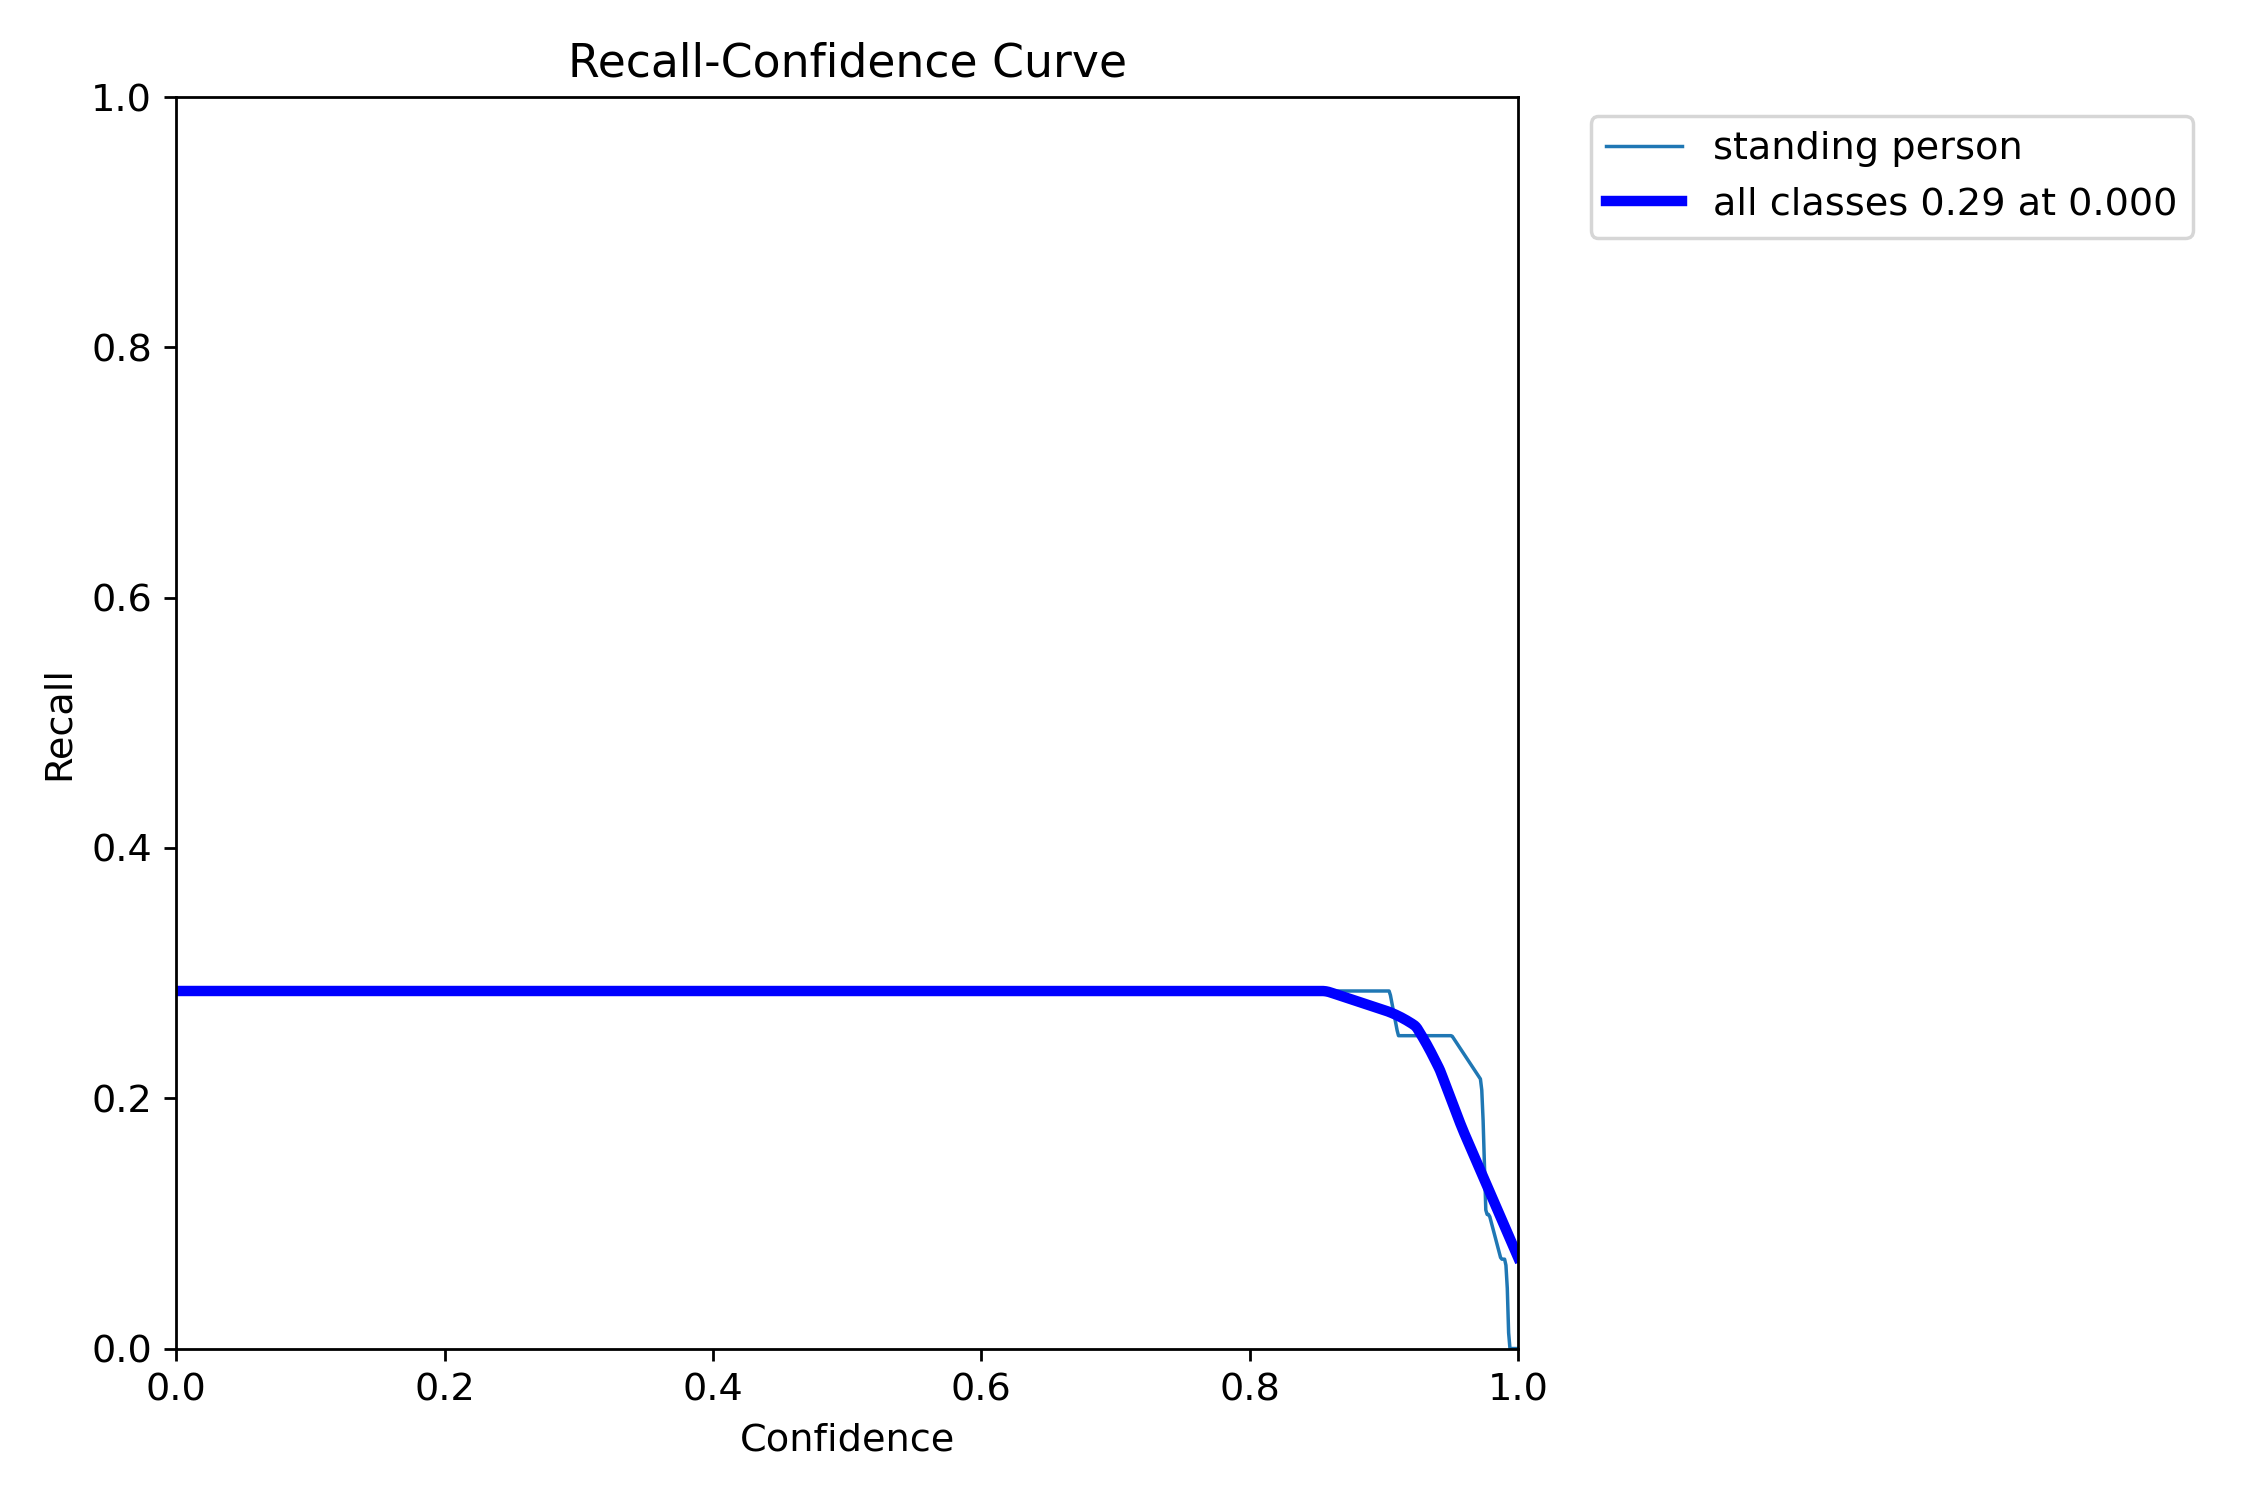 Recall-Confidence Curve
1.0
0.8
0.6
0.4
0.2
0.0
Recall
0.0 0.2 0.4 0.6 0.8 1.0
Confidence
standing person
all classes 0.29 at 0.000